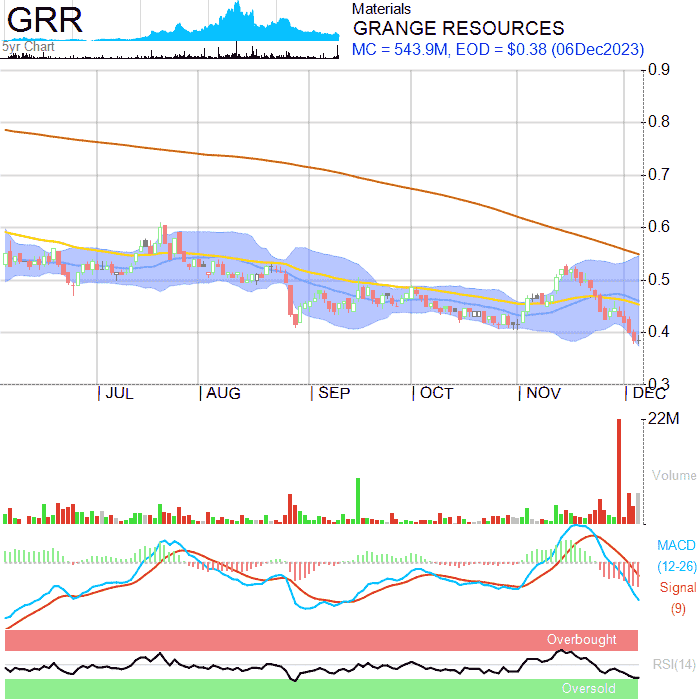 GRR
5yr Chart
Materials
GRANGE RESOURCES
MC = 543.9M, EOD = $0.38 (06Dec2023)
0.9
0.8
0.7
0.6
0.5
0.4
0.3
JUL AUG SEP OCT NOV DEC
22M
Volume
MACD
(12-26)
Signal
(9)
Overbought
RSI(14)
Oversold